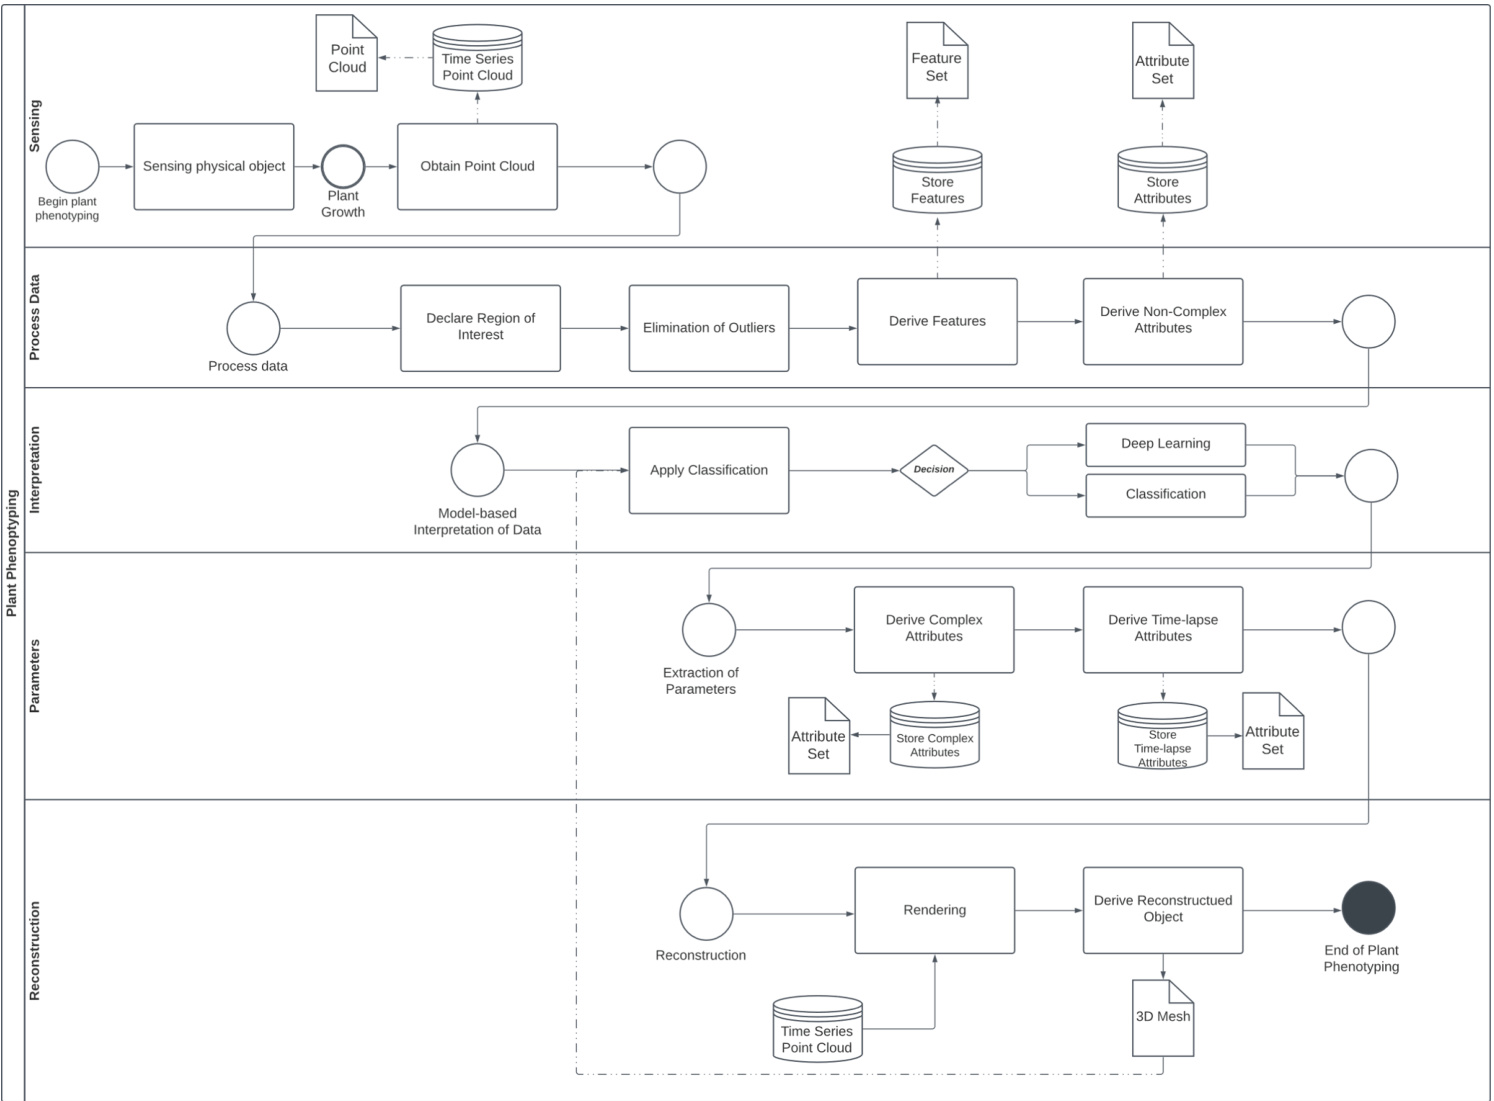 Plant Phenoptyping
Sensing
Point
Cloud
Time Series
Point Cloud
Begin plant
phenotyping
Sensing physical object
Plant
Growth
Obtain Point Cloud
Feature
Set
Store
Features
Attribute
Set
Store
Attributes
Process Data
Process data
Declare Region of
Interest
Elimination of Outliers
Derive Features
Derive Non-Complex
Attributes
Interpretation
Model-based
Interpretation of Data
Apply Classification
Decision
Deep Learning
Classification
Parameters
Extraction of
Parameters
Derive Complex
Attributes
Derive Time-lapse
Attributes
Attribute
Set
Store Complex
Attributes
Store
Time-lapse
Attributes
Attribute
Set
Reconstruction
Reconstruction
Rendering
Derive Reconstructued
Object
End of Plant
Phenotyping
Time Series
Point Cloud
3D Mesh